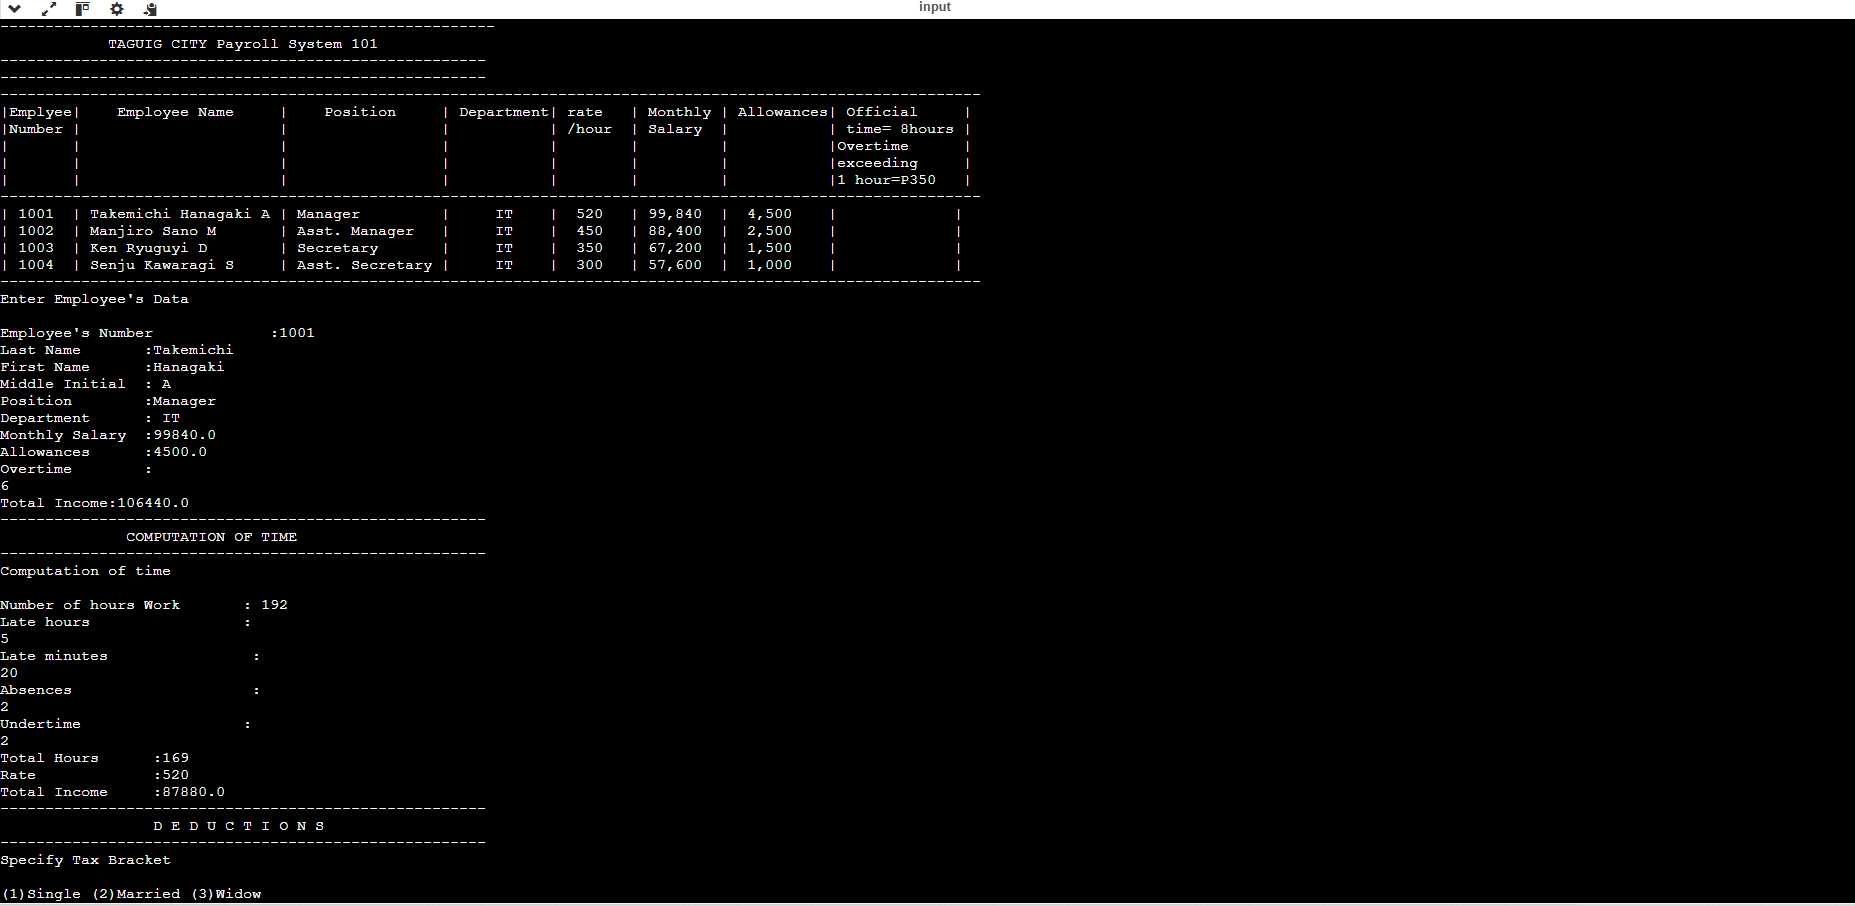 input
------------------------------------------------------
TAGUIG CITY Payroll System 101
------------------------------------------------------
------------------------------------------------------
-------------------------------------------------------------------------------------------------------------
|Emplyee|    Employee Name     |    Position     | Department| rate   | Monthly | Allowances| Official     |
|Number |                      |                 |           | /hour  | Salary  |           | time= 8hours |
|       |                      |                 |           |        |         |           |Overtime      |
|       |                      |                 |           |        |         |           |exceeding     |
|       |                      |                 |           |        |         |           |1 hour=P350   |
-------------------------------------------------------------------------------------------------------------
| 1001  | Takemichi Hanagaki A | Manager         |     IT    |  520   | 99,840  |  4,500    |             |
| 1002  | Manjiro Sano M       | Asst. Manager   |     IT    |  450   | 88,400  |  2,500    |             |
| 1003  | Ken Ryuguyi D        | Secretary       |     IT    |  350   | 67,200  |  1,500    |             |
| 1004  | Senju Kawaragi S     | Asst. Secretary |     IT    |  300   | 57,600  |  1,000    |             |
-------------------------------------------------------------------------------------------------------------
Enter Employee's Data
Employee's Number             :1001
Last Name       :Takemichi
First Name      :Hanagaki
Middle Initial  : A
Position        :Manager
Department      : IT
Monthly Salary  :99840.0
Allowances      :4500.0
Overtime        :
6
Total Income:106440.0
------------------------------------------------------
COMPUTATION OF TIME
------------------------------------------------------
Computation of time
Number of hours Work       : 192
Late hours                 :
5
Late minutes                :
20
Absences                    :
2
Undertime                  :
2
Total Hours      :169
Rate             :520
Total Income     :87880.0
------------------------------------------------------
D E D U C T I O N S
------------------------------------------------------
Specify Tax Bracket
(1)Single (2)Married (3)Widow